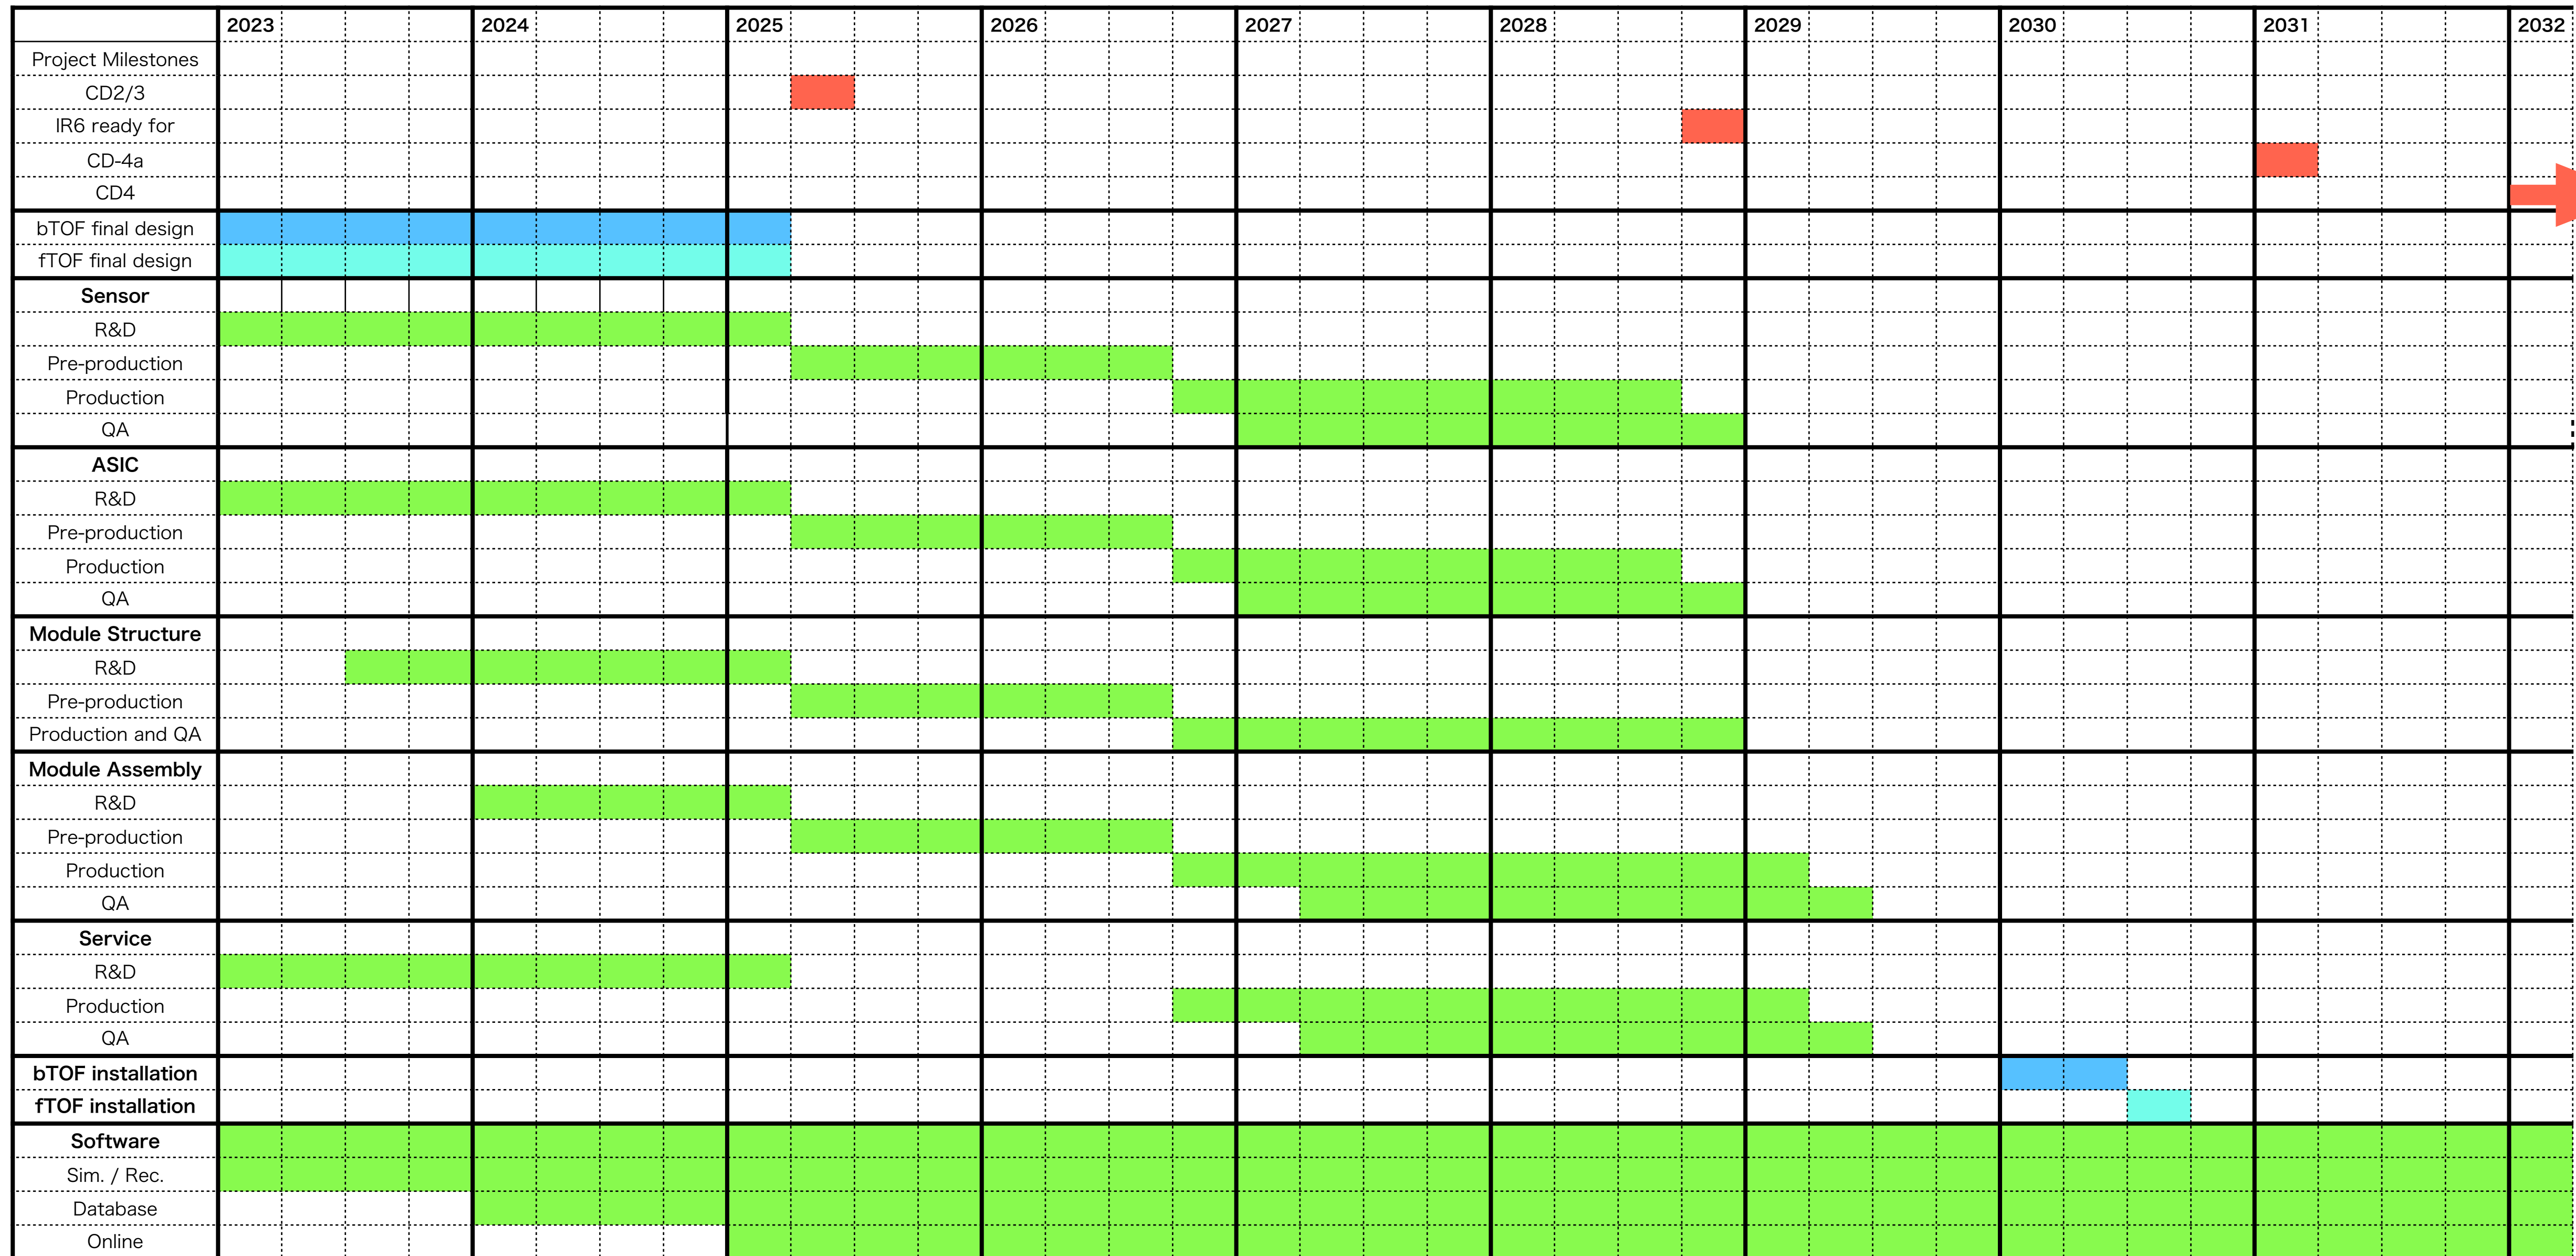 2023 2024 2025 2026 2027 2028 2029 2030 2031 2032
Project Milestones
CD2/3
IR6 ready for
CD-4a
CD4
bTOF final design
fTOF final design
Sensor
R&D
Pre-production
Production
QA
ASIC
R&D
Pre-production
Production
QA
Module Structure
R&D
Pre-production
Production and QA
Module Assembly
R&D
Pre-production
Production
QA
Service
R&D
Production
QA
bTOF installation
fTOF installation
Software
Sim. / Rec.
Database
Online